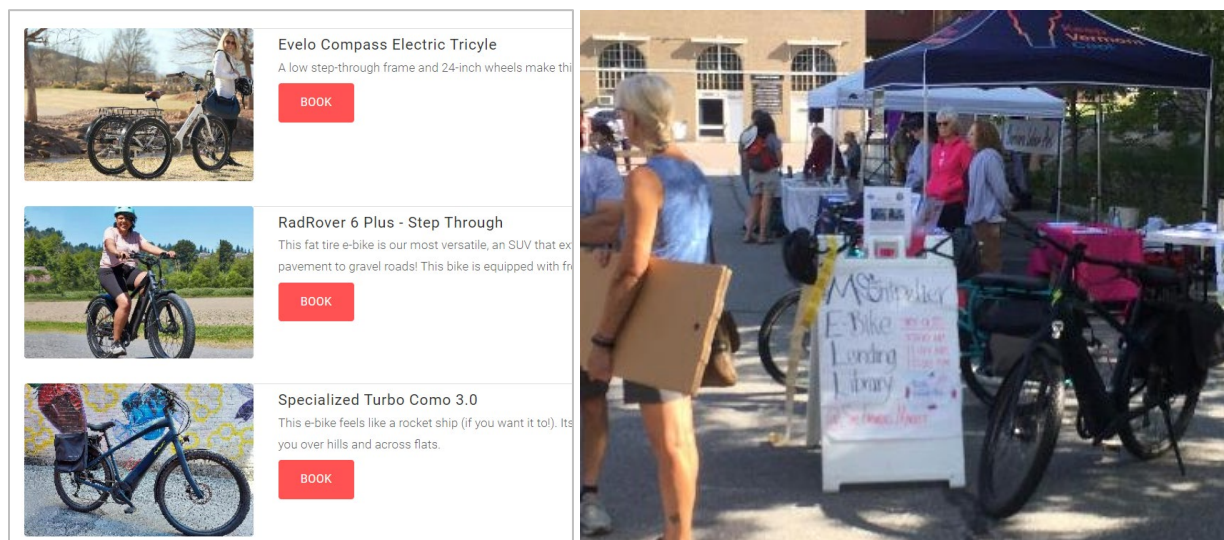 Evelo Compass Electric Tricyle
A low step-through frame and 24-inch wheels make thi
BOOK
RadRover 6 Plus - Step Through
This fat tire e-bike is our most versatile, an SUV that ex
pavement to gravel roads! This bike is equipped with fr
BOOK
Specialized Turbo Como 3.0
This e-bike feels like a rocket ship (if you want it to!). Its
you over hills and across flats.
BOOK
Keep
Vermont
Cool
Montpelier
E-Bike
Lending
Library